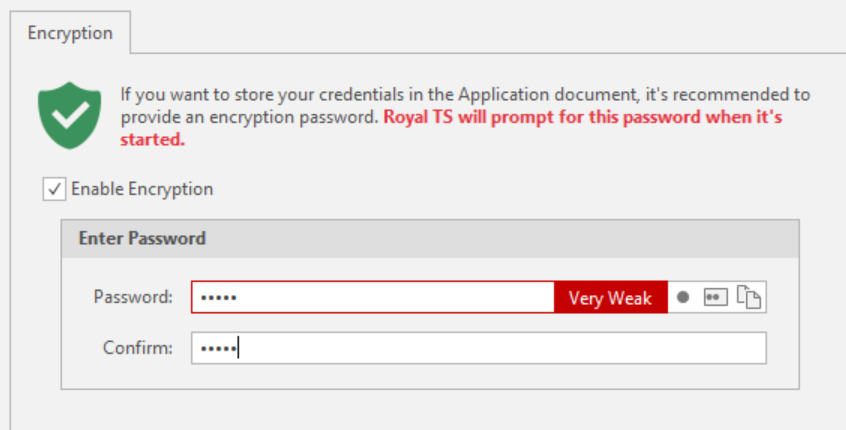 Encryption
If you want to store your credentials in the Application document, it's recommended to
provide an encryption password. Royal TS will prompt for this password when it's
started.
Enable Encryption
Enter Password
Password: ••••• Very Weak
Confirm: •••••